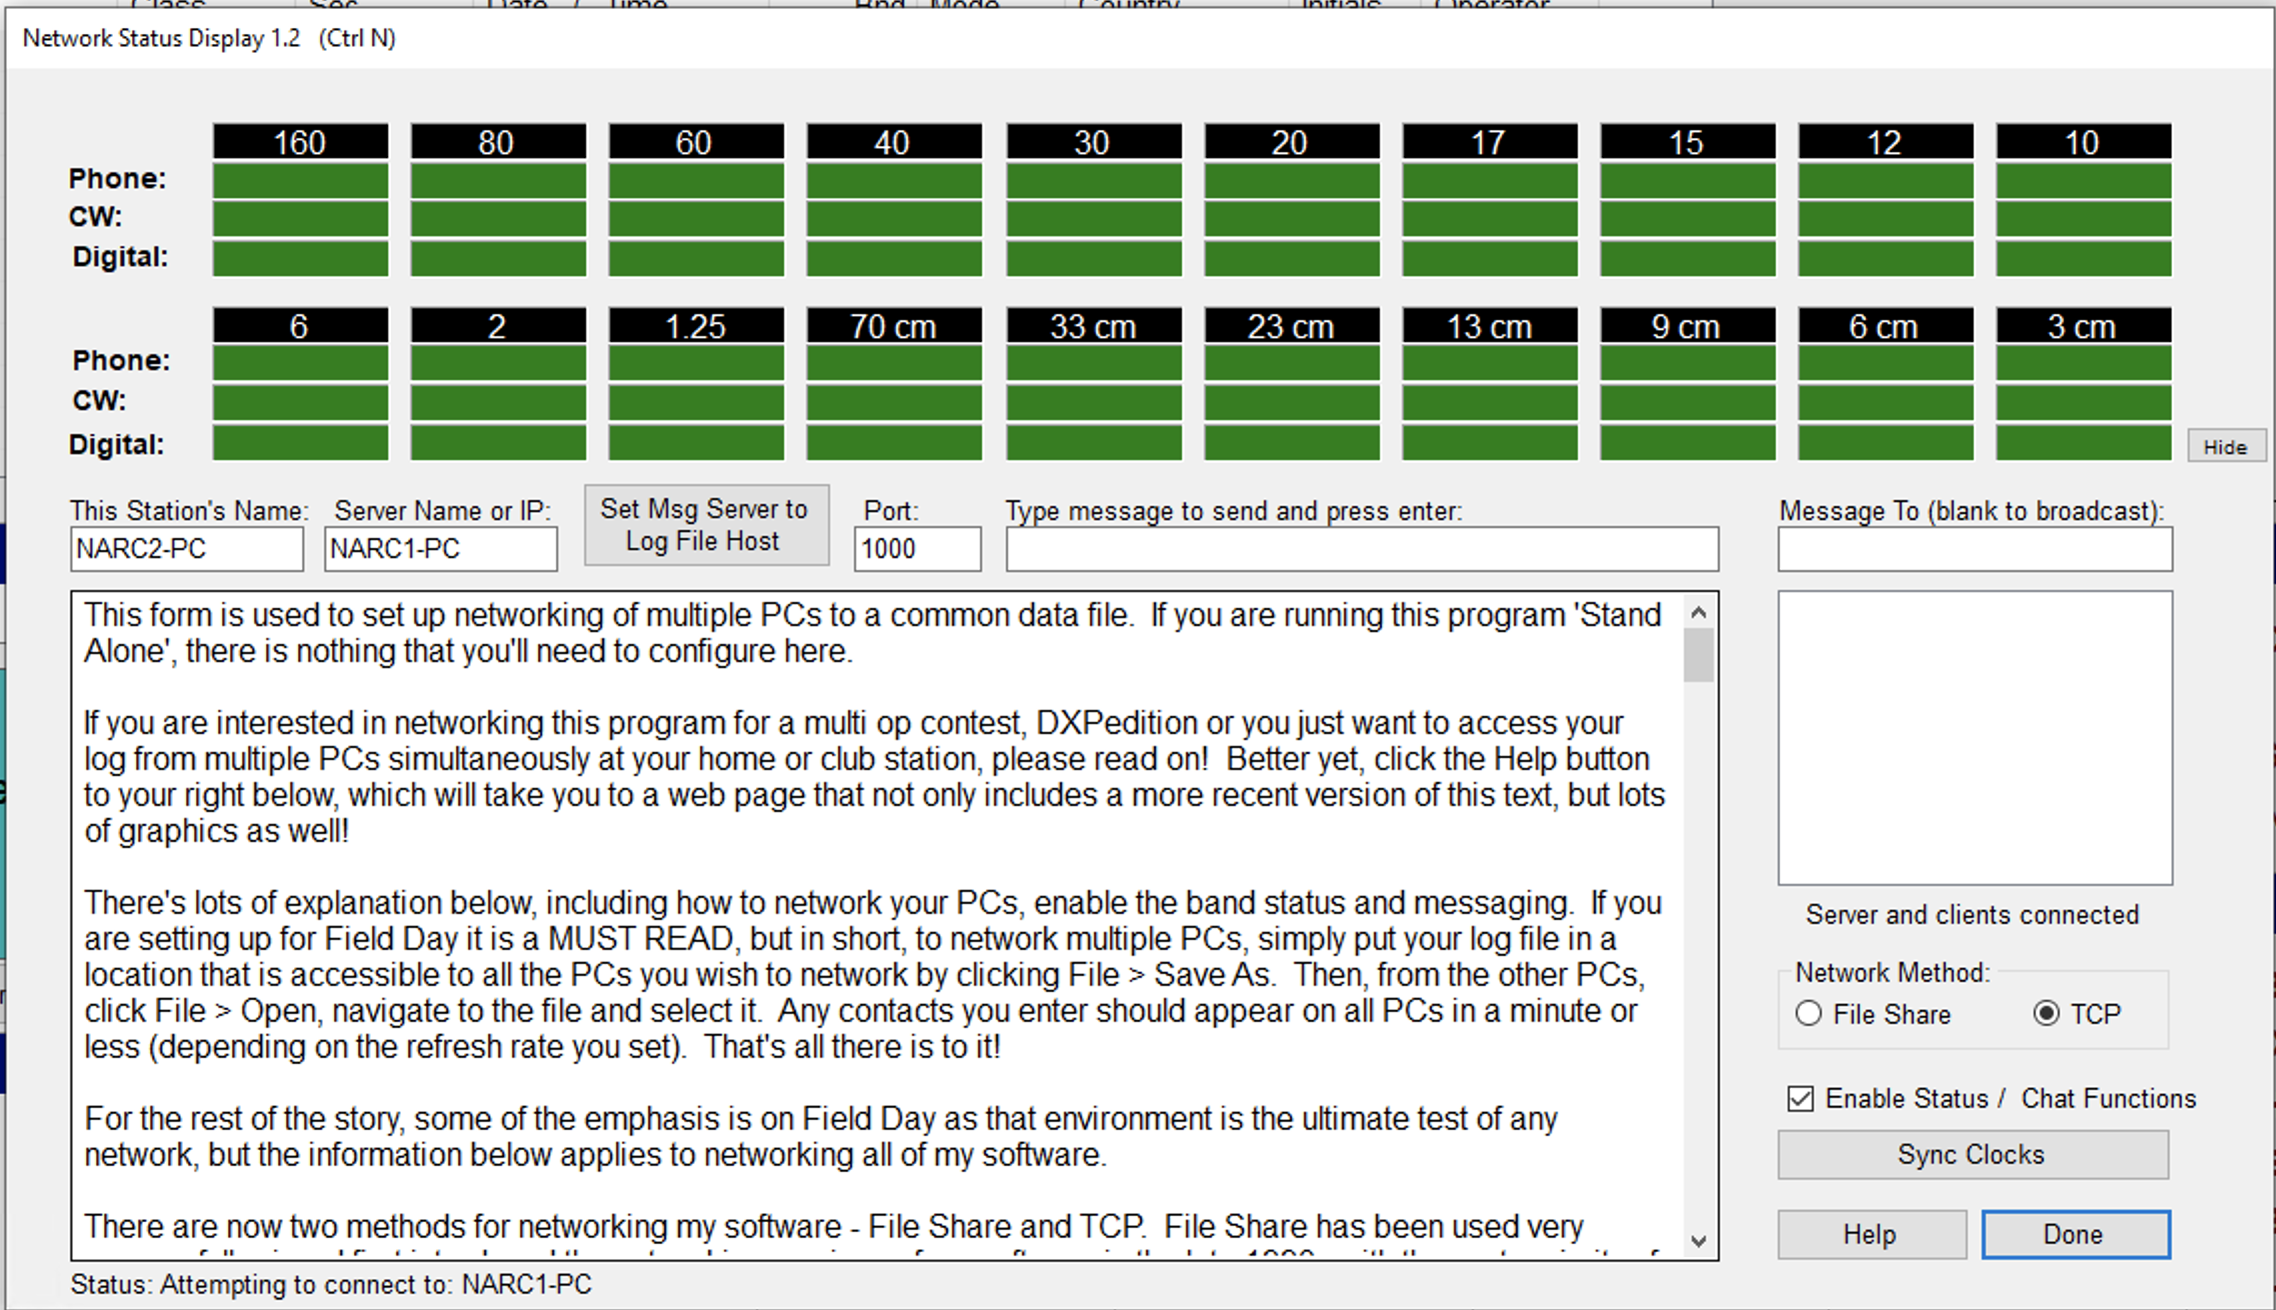 Network Status Display 1.2 (Ctrl N)
160 80 60 40 30 20 17 15 12 10
Phone:
CW:
Digital:
6 2 1.25 70 cm 33 cm 23 cm 13 cm 9 cm 6 cm 3 cm
Phone:
CW:
Digital:
Hide
This Station's Name: Server Name or IP: Set Msg Server to Log File Host Port: Type message to send and press enter: Message To (blank to broadcast):
NARC2-PC NARC1-PC 1000
This form is used to set up networking of multiple PCs to a common data file. If you are running this program 'Stand
Alone', there is nothing that you'll need to configure here.
If you are interested in networking this program for a multi op contest, DXPedition or you just want to access your
log from multiple PCs simultaneously at your home or club station, please read on! Better yet, click the Help button
to your right below, which will take you to a web page that not only includes a more recent version of this text, but lots
of graphics as well!
There's lots of explanation below, including how to network your PCs, enable the band status and messaging. If you
are setting up for Field Day it is a MUST READ, but in short, to network multiple PCs, simply put your log file in a
location that is accessible to all the PCs you wish to network by clicking File > Save As. Then, from the other PCs,
click File > Open, navigate to the file and select it. Any contacts you enter should appear on all PCs in a minute or
less (depending on the refresh rate you set). That's all there is to it!
For the rest of the story, some of the emphasis is on Field Day as that environment is the ultimate test of any
network, but the information below applies to networking all of my software.
There are now two methods for networking my software - File Share and TCP. File Share has been used very
Server and clients connected
Network Method:
File Share TCP
Enable Status / Chat Functions
Sync Clocks
Help Done
Status: Attempting to connect to: NARC1-PC